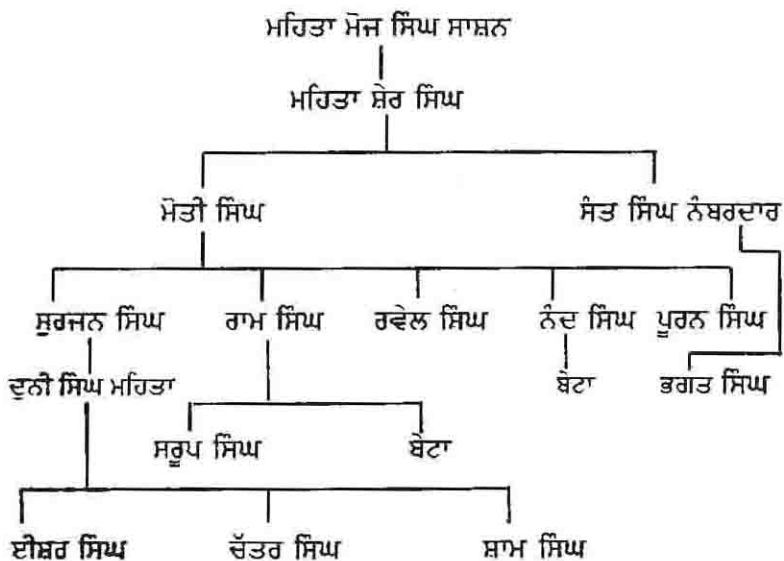 ਮਹਿਤਾ ਮੋਜ ਸਿੰਘ ਸਾਸ਼ਨ
ਮਹਿਤਾ ਸ਼ੇਰ ਸਿੰਘ
ਮੋਤੀ ਸਿੰਘ ਸੰਤ ਸਿੰਘ ਨੰਬਰਦਾਰ
ਸੁਰਜਨ ਸਿੰਘ ਰਾਮ ਸਿੰਘ ਰਵੇਲ ਸਿੰਘ ਨੰਦ ਸਿੰਘ ਪੂਰਨ ਸਿੰਘ
ਦੁਨੀ ਸਿੰਘ ਮਹਿਤਾ ਬੇਟਾ ਭਗਤ ਸਿੰਘ
ਸਰੂਪ ਸਿੰਘ ਬੇਟਾ
ਈਸ਼ਰ ਸਿੰਘ ਚੱਤਰ ਸਿੰਘ ਸ਼ਾਮ ਸਿੰਘ